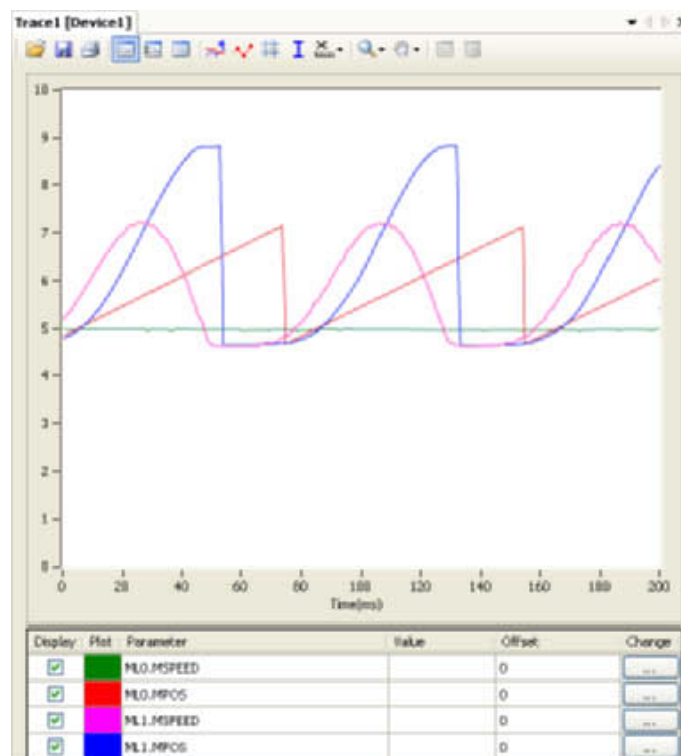 Trace1 [Device1]
10
9
8
7
6
5
4
3
2
1
0
0 20 40 60 80 100 120 140 160 180 200
Time(ms)
Display Plot Parameter Value Offset Change
ML0.MSPEED 0 ...
ML0.MPOS 0 ...
ML1.MSPEED 0 ...
ML1.MPOS 0 ...